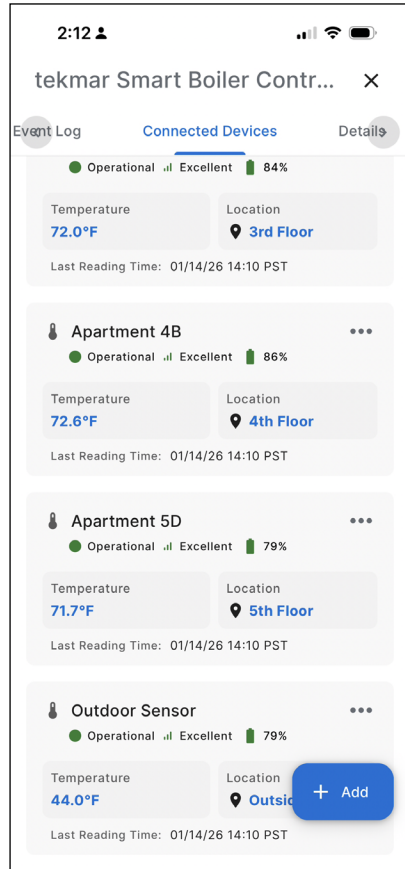 2:12
tekmar Smart Boiler Contr...
Event Log Connected Devices Details
Operational Excellent 84%
Temperature Location
72.0°F 3rd Floor
Last Reading Time: 01/14/26 14:10 PST
Apartment 4B
Operational Excellent 86%
Temperature Location
72.6°F 4th Floor
Last Reading Time: 01/14/26 14:10 PST
Apartment 5D
Operational Excellent 79%
Temperature Location
71.7°F 5th Floor
Last Reading Time: 01/14/26 14:10 PST
Outdoor Sensor
Operational Excellent 79%
Temperature Location
44.0°F
+ Add
Last Reading Time: 01/14/26 14:10 PST